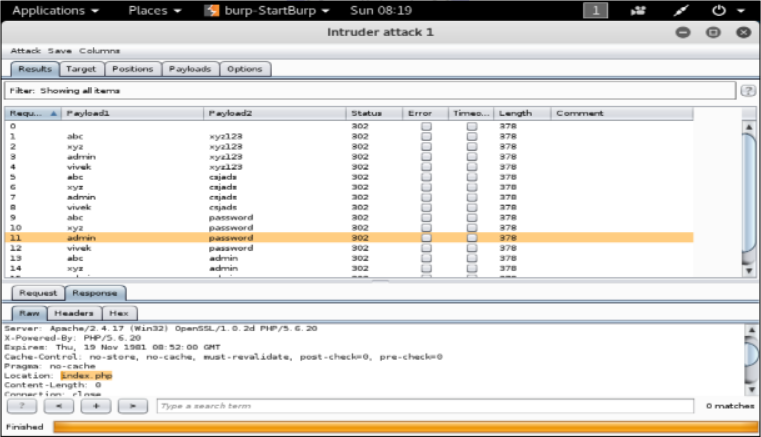 Applications Places burp-StartBurp Sun 08:19 1
Intruder attack 1
Attack Save Columns
Results Target Positions Payloads Options
Filter: Showing all items ?
Requ... Payload1 Payload2 Status Error Timeo... Length Comment
0 302 378
1 abc xyz123 302 378
2 xyz xyz123 302 378
3 admin xyz123 302 378
4 vivek xyz123 302 378
5 abc csjads 302 378
6 xyz csjads 302 378
7 admin csjads 302 378
8 vivek csjads 302 378
9 abc password 302 378
10 xyz password 302 378
11 admin password 302 378
12 vivek password 302 378
13 abc admin 302 378
14 xyz admin 302 378
Request Response
Raw Headers Hex
Server: Apache/2.4.17 (Win32) OpenSSL/1.0.2d PHP/5.6.20
X-Powered-By: PHP/5.6.20
Expires: Thu, 19 Nov 1981 08:52:00 GMT
Cache-Control: no-store, no-cache, must-revalidate, post-check=0, pre-check=0
Pragma: no-cache
Location: index.php
Content-Length: 0
Connection: close
? < + > Type a search term 0 matches
Finished